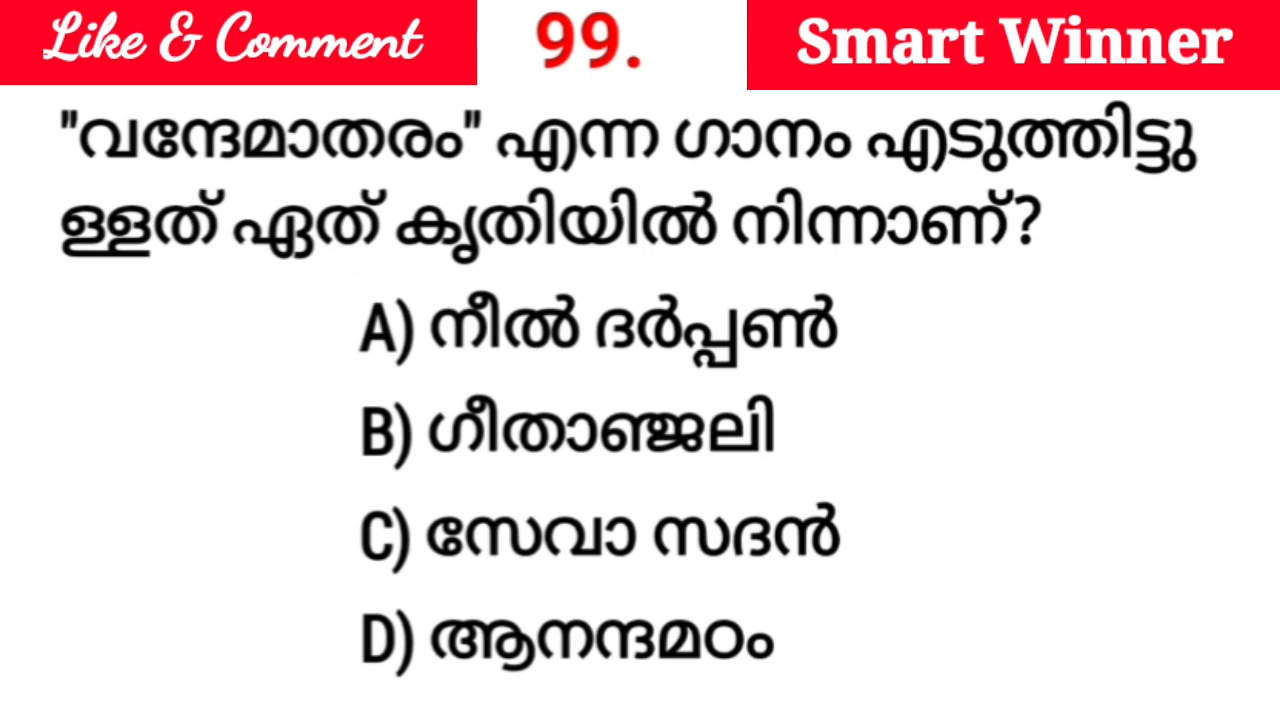 Like & Comment 99. Smart Winner
"വന്ദേമാതരം" എന്ന ഗാനം എടുത്തിട്ടു
ള്ളത് ഏത് കൃതിയിൽ നിന്നാണ്?
A) നീൽ ദർപ്പൺ
B) ഗീതാഞ്ജലി
C) സേവാ സദൻ
D) ആനന്ദമഠം